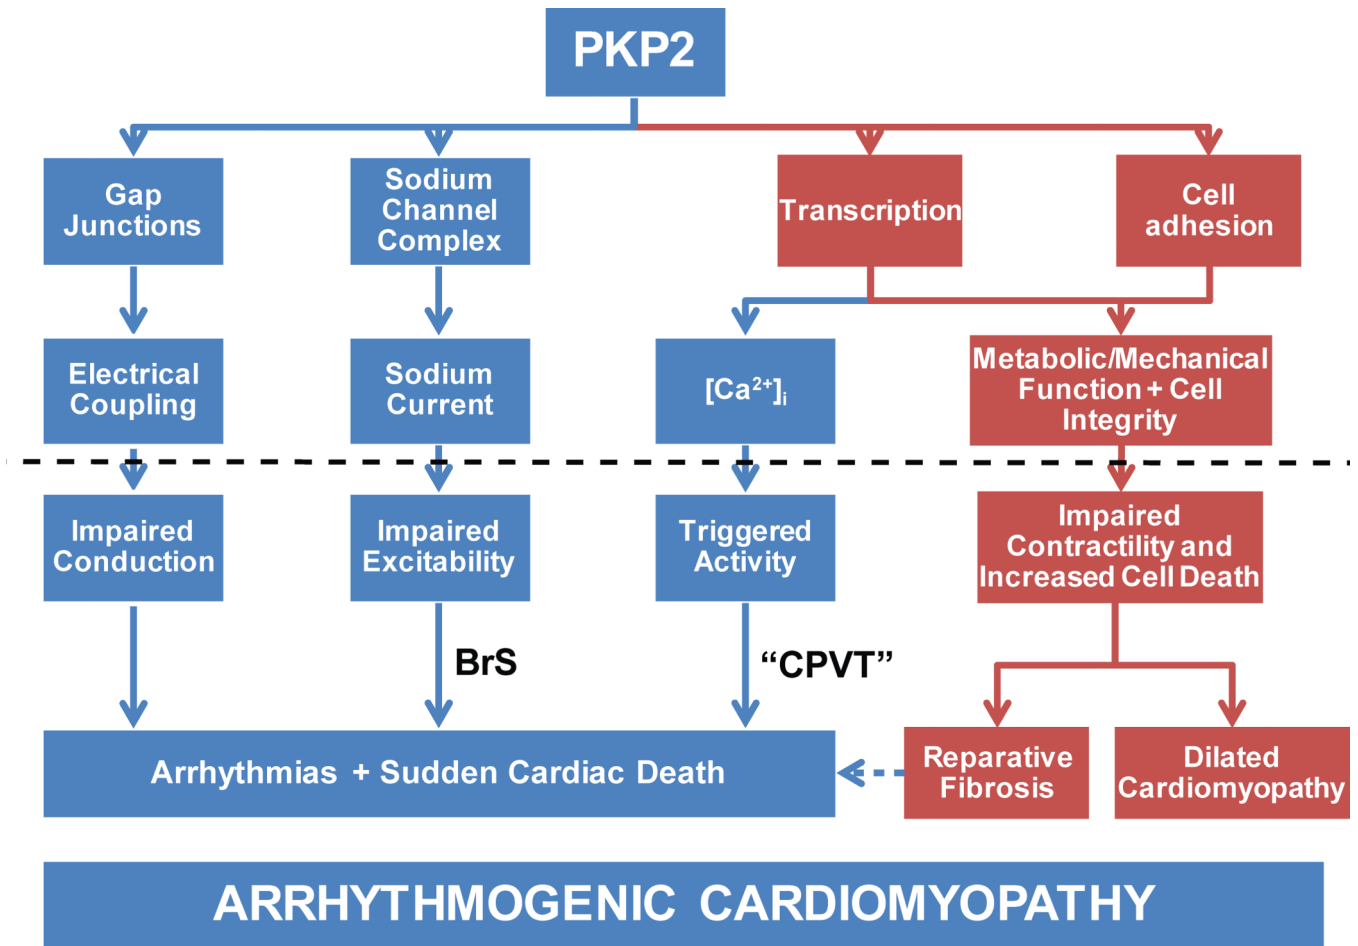 PKP2
Gap
Junctions
Sodium
Channel
Complex
Transcription
Cell
adhesion
Electrical
Coupling
Sodium
Current
[Ca²⁺]ᵢ
Metabolic/Mechanical
Function + Cell
Integrity
Impaired
Conduction
Impaired
Excitability
Triggered
Activity
Impaired
Contractility and
Increased Cell Death
BrS
“CPVT”
Arrhythmias + Sudden Cardiac Death
Reparative
Fibrosis
Dilated
Cardiomyopathy
ARRHYTHMOGENIC CARDIOMYOPATHY